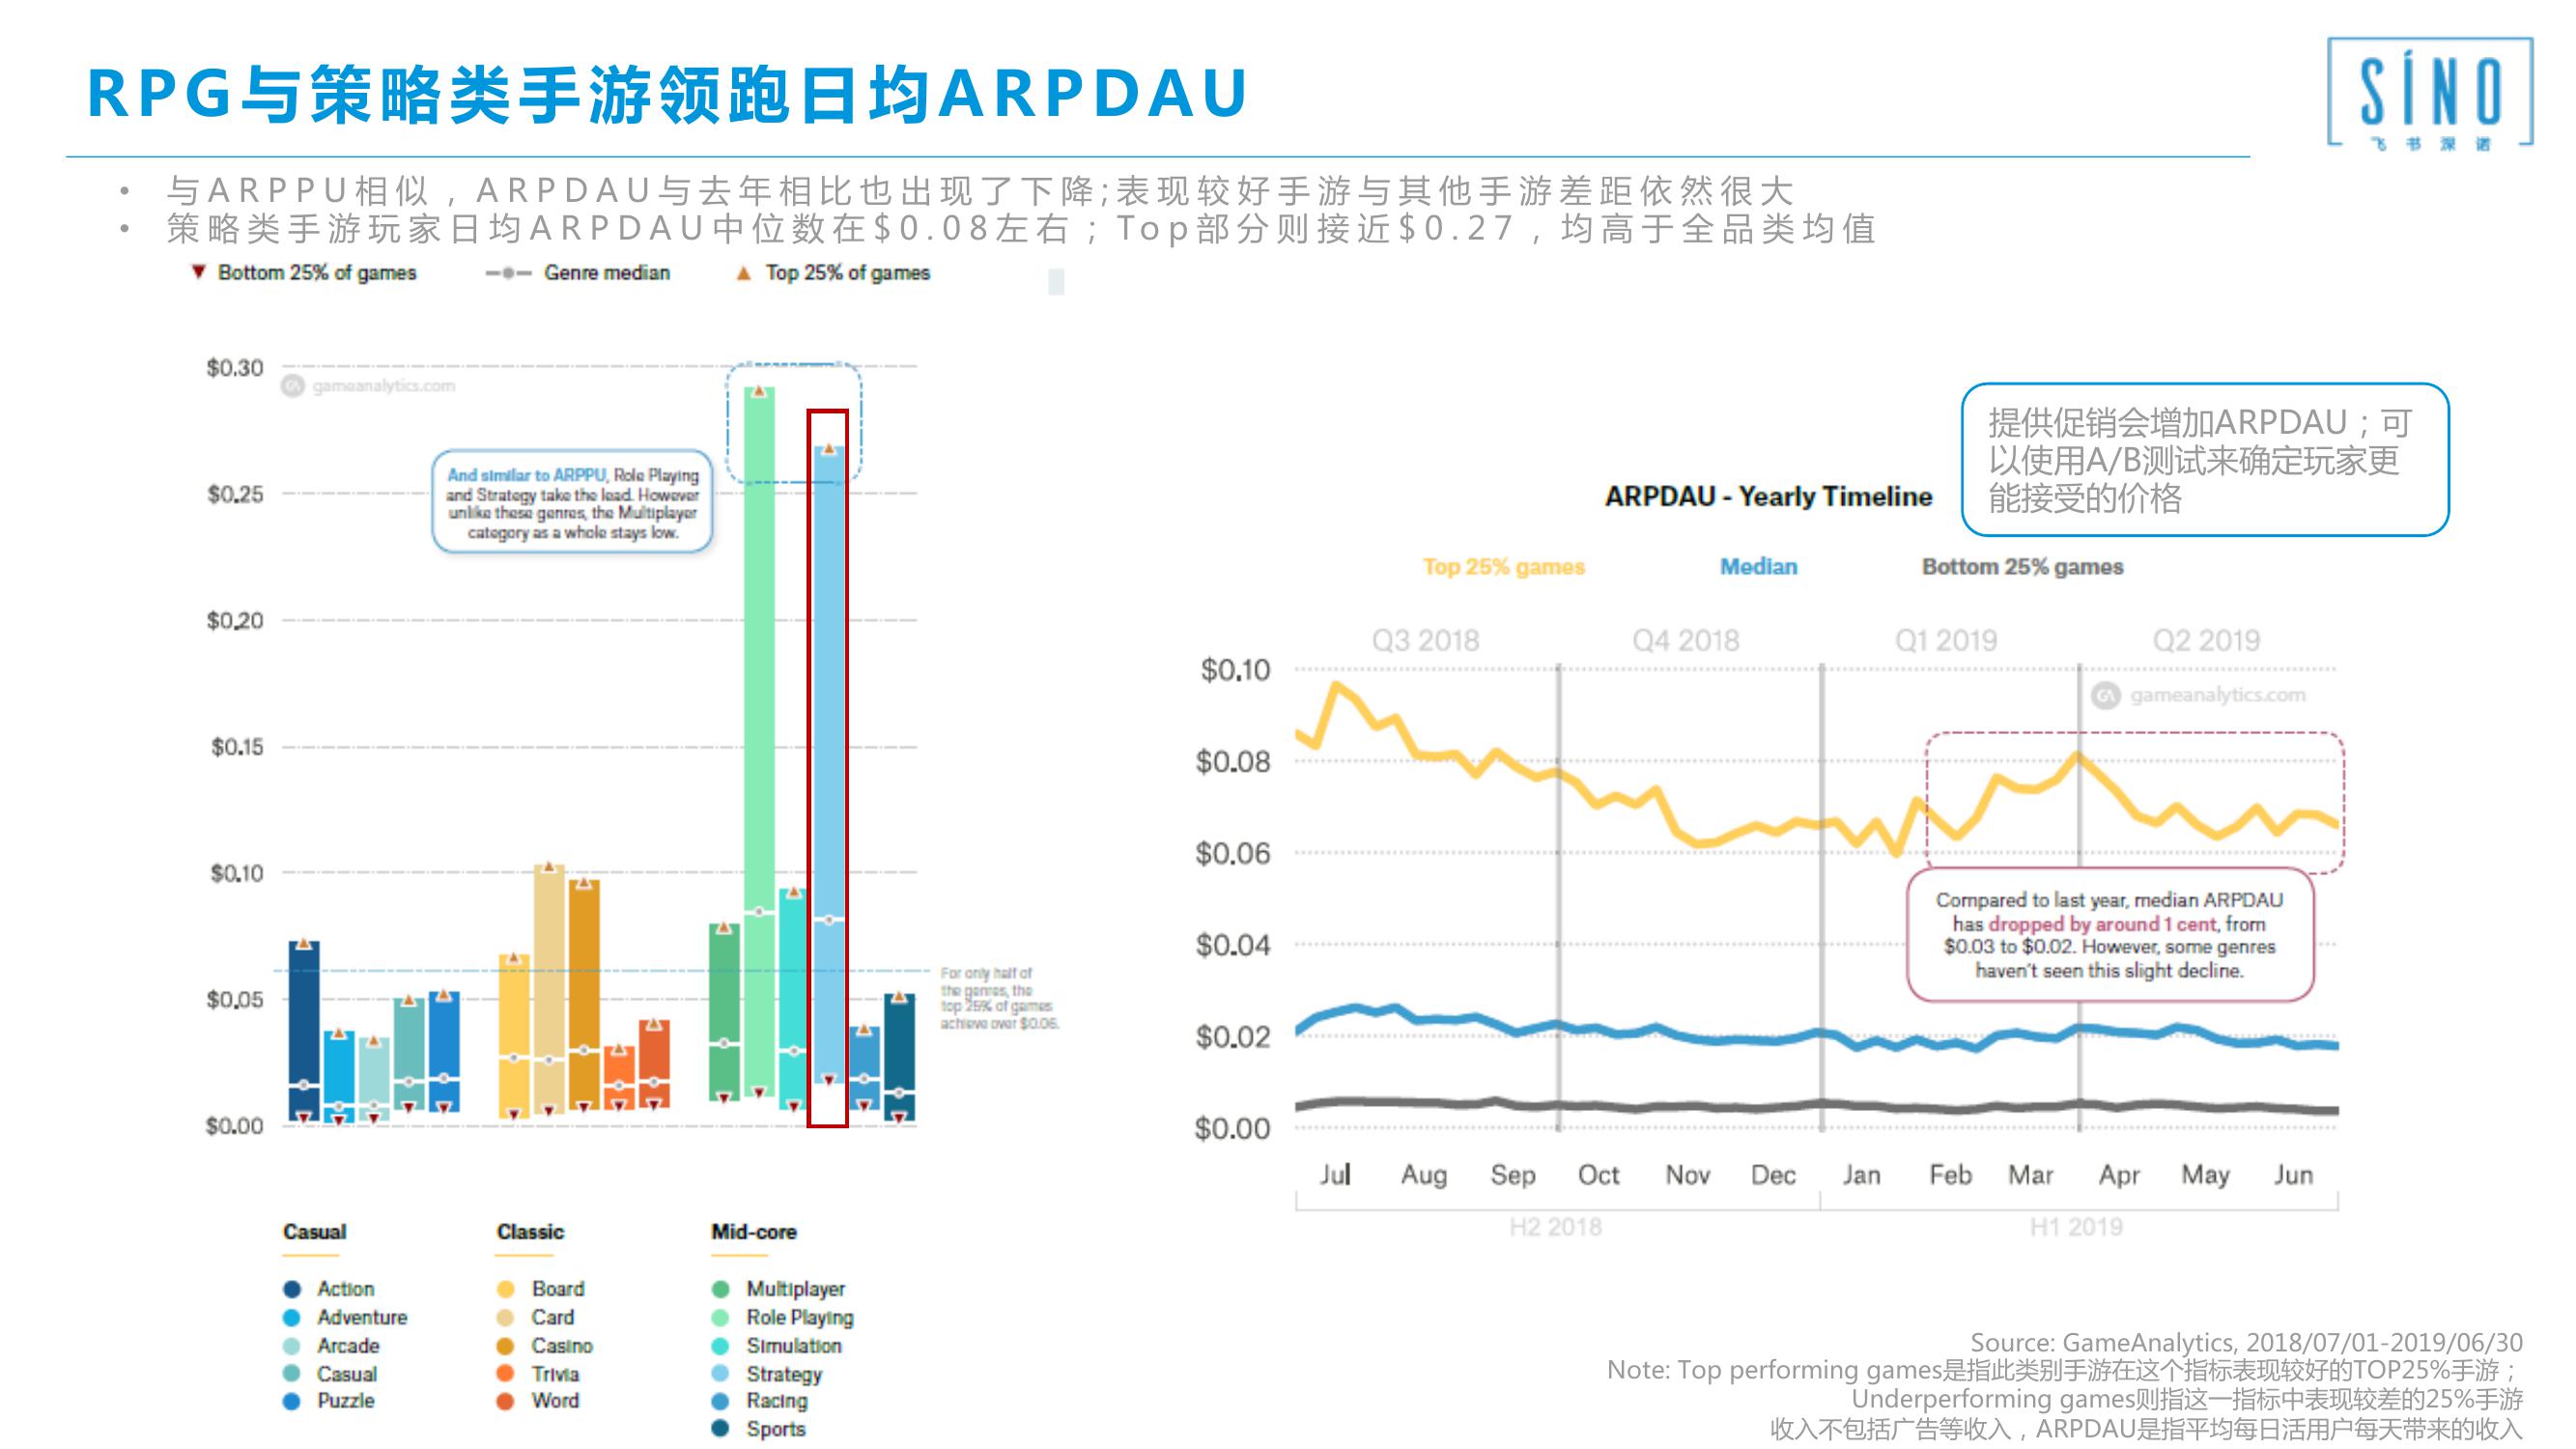 RPG与策略类手游领跑日均ARPDAU
SINO
飞书深诺
• 与ARPPU相似，ARPDAU与去年相比也出现了下降;表现较好手游与其他手游差距依然很大
• 策略类手游玩家日均ARPDAU中位数在$0.08左右；Top部分则接近$0.27，均高于全品类均值
Bottom 25% of games
Genre median
Top 25% of games
$0.30
$0.25
$0.20
$0.15
$0.10
$0.05
$0.00
GA gameanalytics.com
And similar to ARPPU, Role Playing
and Strategy take the lead. However
unlike these genres, the Multiplayer
category as a whole stays low.
For only half of
the genres, the
top 25% of games
achieve over $0.06.
Casual
Action
Adventure
Arcade
Casual
Puzzle
Classic
Board
Card
Casino
Trivia
Word
Mid-core
Multiplayer
Role Playing
Simulation
Strategy
Racing
Sports
提供促销会增加ARPDAU；可
以使用A/B测试来确定玩家更
能接受的价格
ARPDAU - Yearly Timeline
Top 25% games
Median
Bottom 25% games
Q3 2018
Q4 2018
Q1 2019
Q2 2019
$0.10
$0.08
$0.06
$0.04
$0.02
$0.00
GA gameanalytics.com
Compared to last year, median ARPDAU
has dropped by around 1 cent, from
$0.03 to $0.02. However, some genres
haven't seen this slight decline.
Jul Aug Sep Oct Nov Dec Jan Feb Mar Apr May Jun
H2 2018
H1 2019
Source: GameAnalytics, 2018/07/01-2019/06/30
Note: Top performing games是指此类别手游在这个指标表现较好的TOP25%手游；
Underperforming games则指这一指标中表现较差的25%手游
收入不包括广告等收入，ARPDAU是指平均每日活用户每天带来的收入